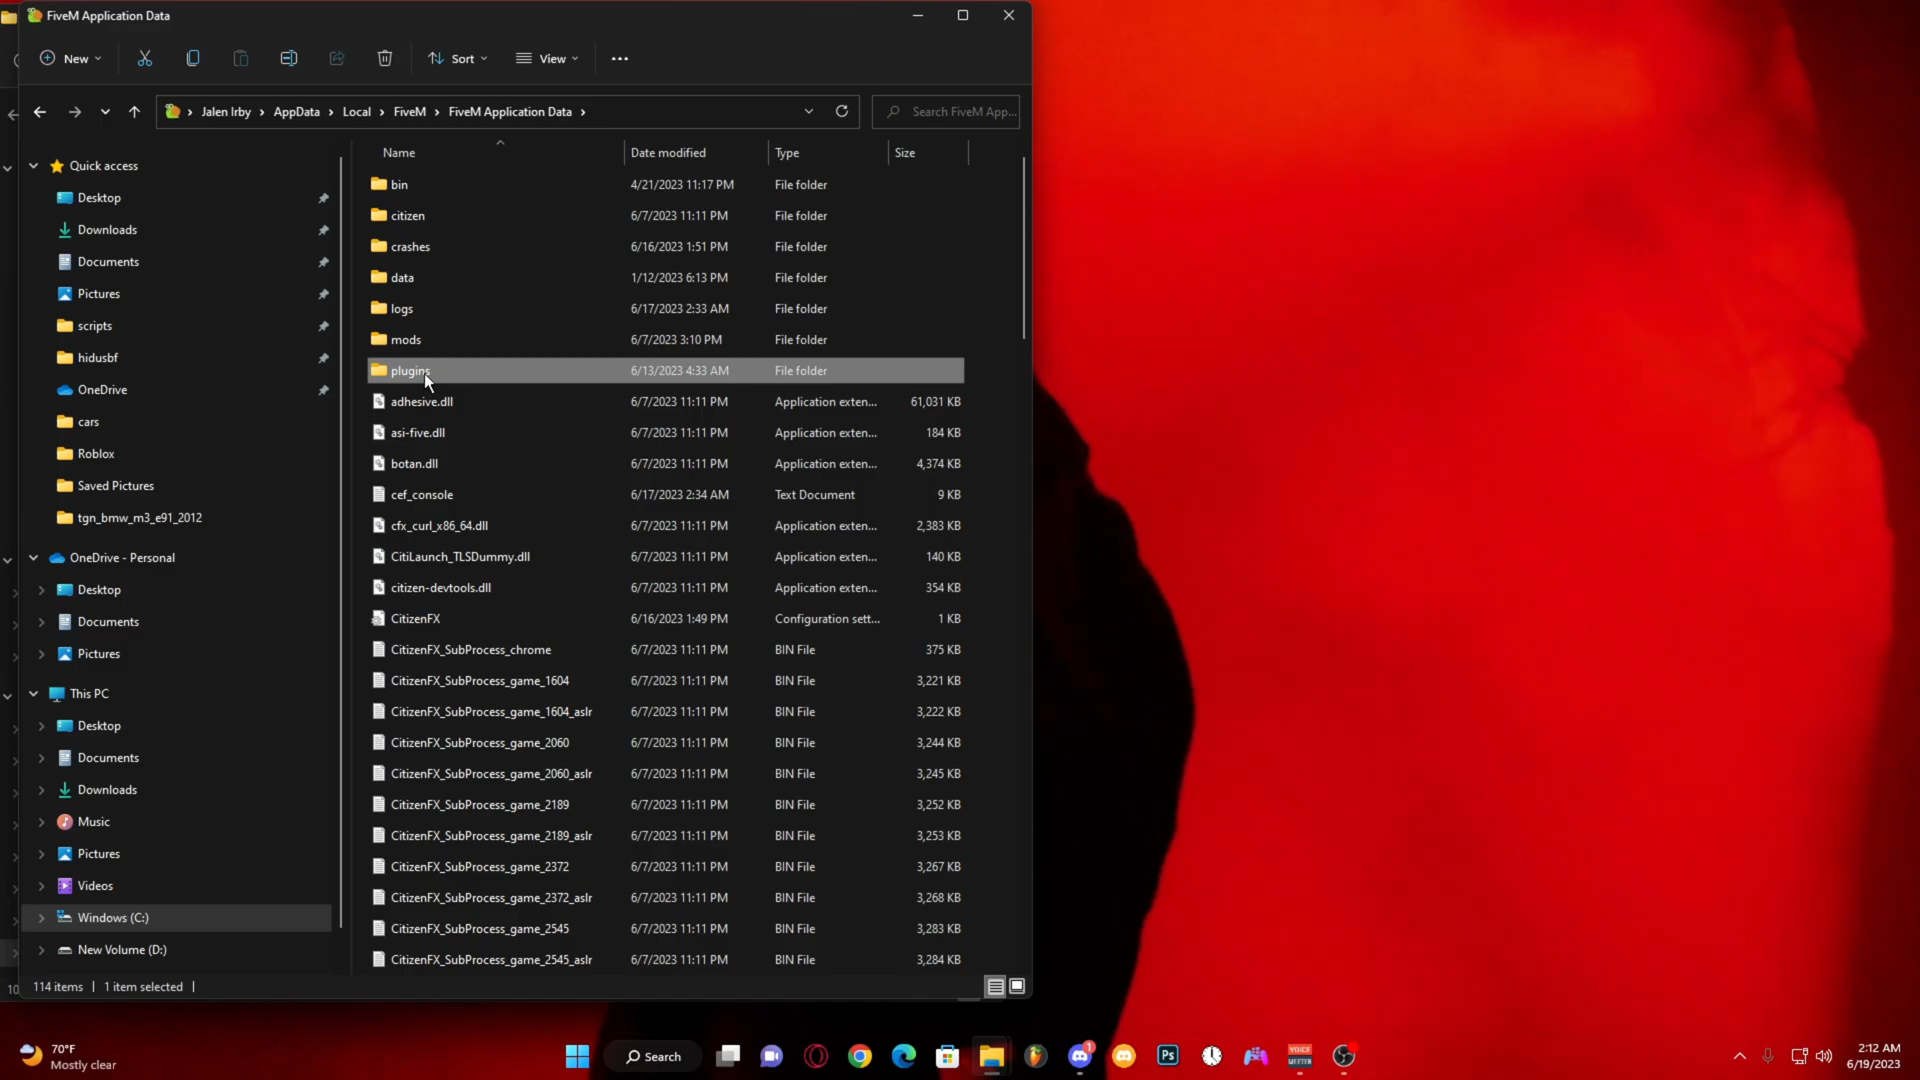 FiveM Application Data
New
Sort
View
Jalen Irby > AppData > Local > FiveM > FiveM Application Data >
Search FiveM App...
Name Date modified Type Size
Quick access
Desktop
Downloads
Documents
Pictures
scripts
hidusbf
OneDrive
cars
Roblox
Saved Pictures
tgn_bmw_m3_e91_2012
OneDrive - Personal
Desktop
Documents
Pictures
This PC
Desktop
Documents
Downloads
Music
Pictures
Videos
Windows (C:)
New Volume (D:)
bin 4/21/2023 11:17 PM File folder
citizen 6/7/2023 11:11 PM File folder
crashes 6/16/2023 1:51 PM File folder
data 1/12/2023 6:13 PM File folder
logs 6/17/2023 2:33 AM File folder
mods 6/7/2023 3:10 PM File folder
plugins 6/13/2023 4:33 AM File folder
adhesive.dll 6/7/2023 11:11 PM Application exten... 61,031 KB
asi-five.dll 6/7/2023 11:11 PM Application exten... 184 KB
botan.dll 6/7/2023 11:11 PM Application exten... 4,374 KB
cef_console 6/17/2023 2:34 AM Text Document 9 KB
cfx_curl_x86_64.dll 6/7/2023 11:11 PM Application exten... 2,383 KB
CitiLaunch_TLSDummy.dll 6/7/2023 11:11 PM Application exten... 140 KB
citizen-devtools.dll 6/7/2023 11:11 PM Application exten... 354 KB
CitizenFX 6/16/2023 1:49 PM Configuration sett... 1 KB
CitizenFX_SubProcess_chrome 6/7/2023 11:11 PM BIN File 375 KB
CitizenFX_SubProcess_game_1604 6/7/2023 11:11 PM BIN File 3,221 KB
CitizenFX_SubProcess_game_1604_aslr 6/7/2023 11:11 PM BIN File 3,222 KB
CitizenFX_SubProcess_game_2060 6/7/2023 11:11 PM BIN File 3,244 KB
CitizenFX_SubProcess_game_2060_aslr 6/7/2023 11:11 PM BIN File 3,245 KB
CitizenFX_SubProcess_game_2189 6/7/2023 11:11 PM BIN File 3,252 KB
CitizenFX_SubProcess_game_2189_aslr 6/7/2023 11:11 PM BIN File 3,253 KB
CitizenFX_SubProcess_game_2372 6/7/2023 11:11 PM BIN File 3,267 KB
CitizenFX_SubProcess_game_2372_aslr 6/7/2023 11:11 PM BIN File 3,268 KB
CitizenFX_SubProcess_game_2545 6/7/2023 11:11 PM BIN File 3,283 KB
CitizenFX_SubProcess_game_2545_aslr 6/7/2023 11:11 PM BIN File 3,284 KB
10
114 items | 1 item selected |
70°F
Mostly clear
Search
1
Ps
VOICE
MEETER
2:12 AM
6/19/2023